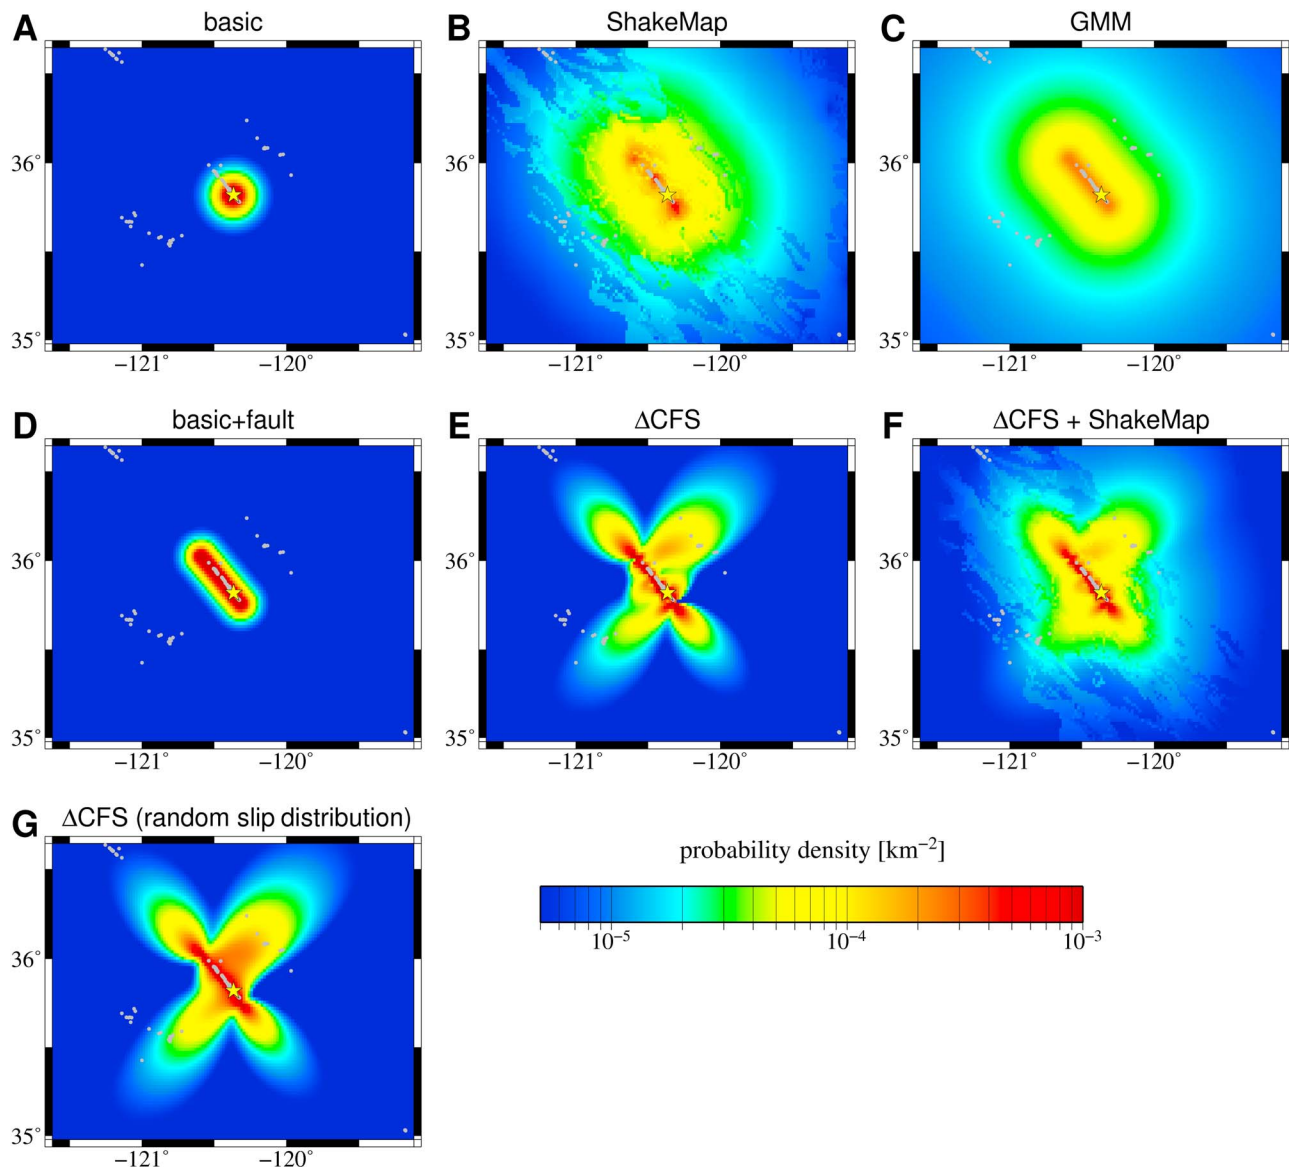 A basic
B ShakeMap
C GMM
36°
35°
−121° −120°
36°
35°
−121° −120°
36°
35°
−121° −120°
D basic+fault
E ΔCFS
F ΔCFS + ShakeMap
36°
35°
−121° −120°
36°
35°
−121° −120°
36°
35°
−121° −120°
G ΔCFS (random slip distribution)
36°
35°
−121° −120°
probability density [km⁻²]
10⁻⁵ 10⁻⁴ 10⁻³